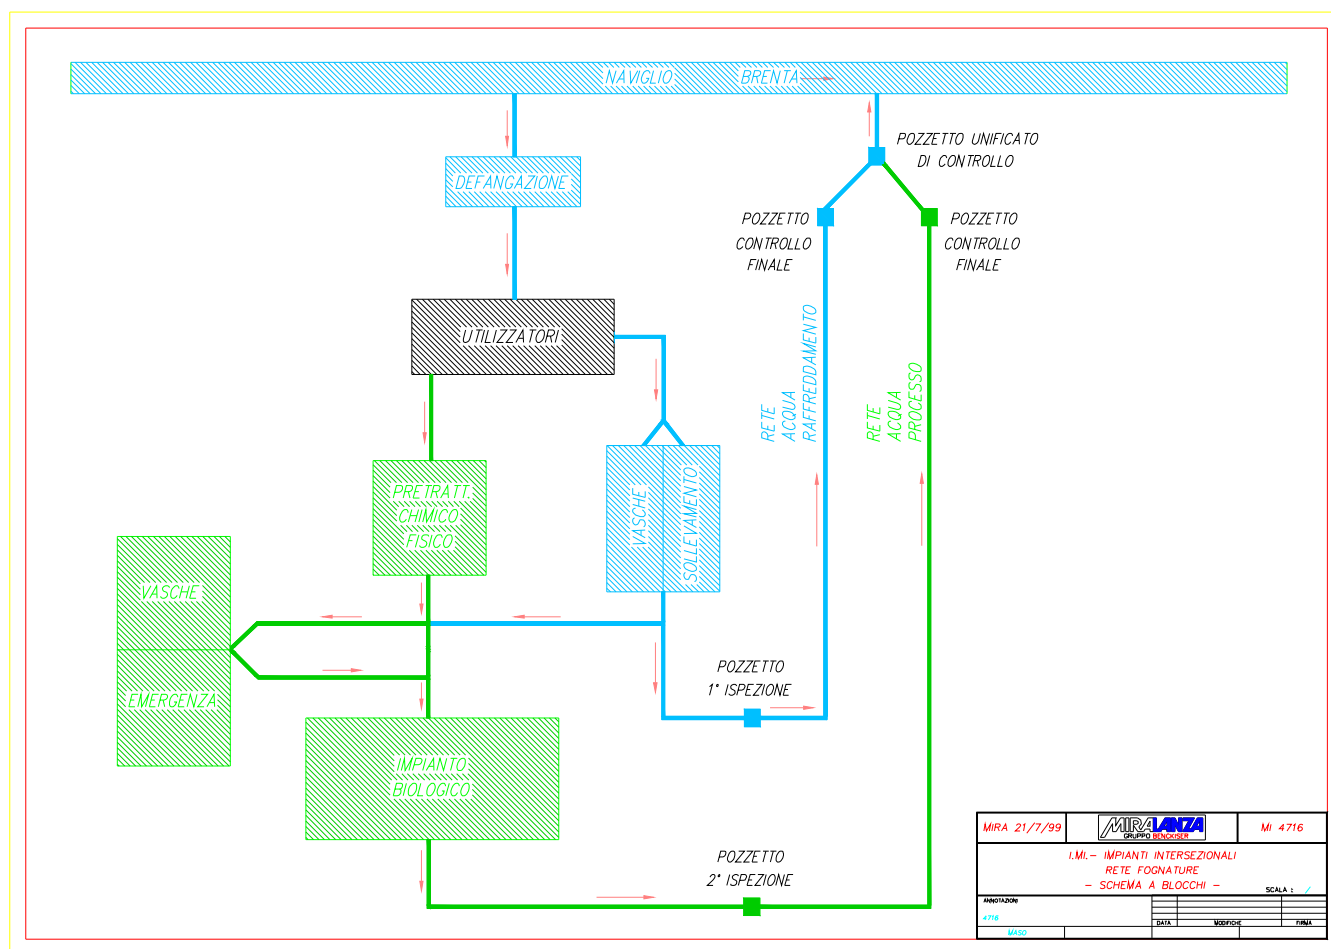 NAVIGLIO BRENTA
POZZETTO UNIFICATO
DI CONTROLLO
DEFANGAZIONE
POZZETTO
CONTROLLO
FINALE
POZZETTO
CONTROLLO
FINALE
UTILIZZATORI
RETE
ACQUA
RAFFREDDAMENTO
RETE
ACQUA
PROCESSO
PRETRATT.
CHIMICO
FISICO
VASCHE
SOLLEVAMENTO
VASCHE
EMERGENZA
POZZETTO
1° ISPEZIONE
IMPIANTO
BIOLOGICO
POZZETTO
2° ISPEZIONE
MIRA 21/7/99
MIRALANZA
GRUPPO BENCKISER
MI 4716
I.MI.- IMPIANTI INTERSEZIONALI
RETE FOGNATURE
- SCHEMA A BLOCCHI -
SCALA : /
ANNOTAZIONI
4716
DATA MODIFICHE FIRMA
MASO